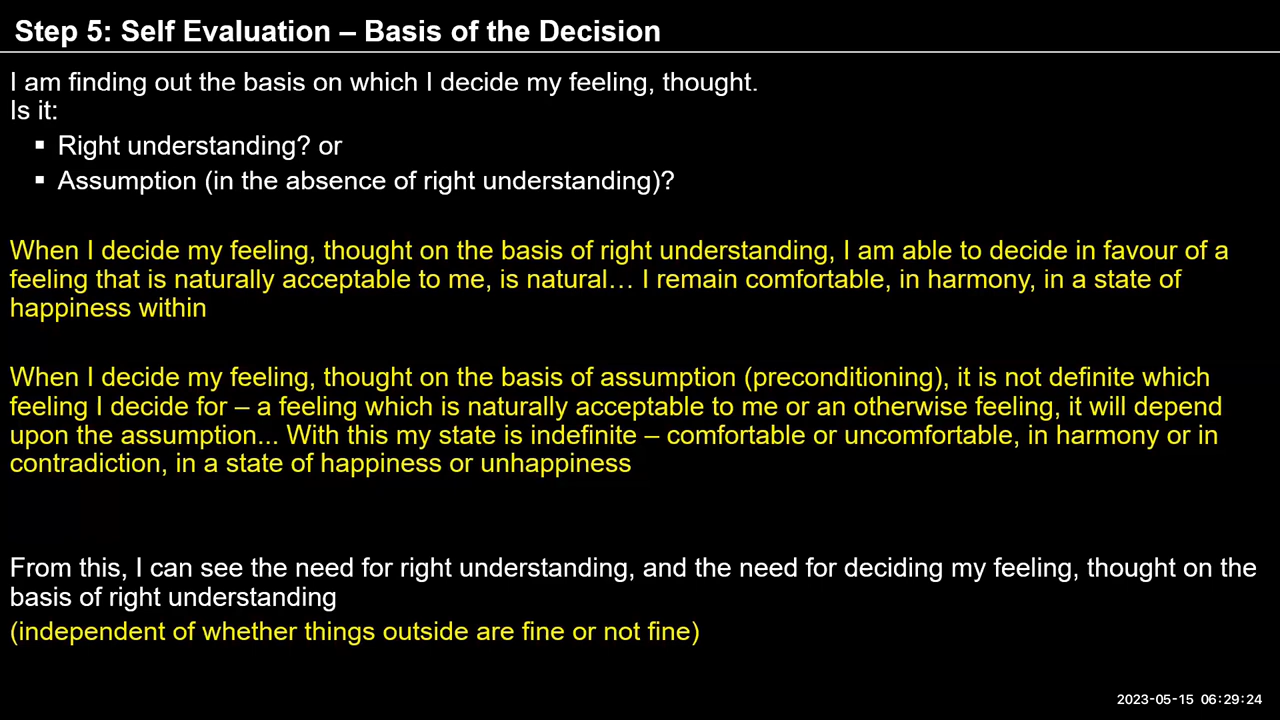 Step 5: Self Evaluation – Basis of the Decision
I am finding out the basis on which I decide my feeling, thought.
Is it:
▪ Right understanding? or
▪ Assumption (in the absence of right understanding)?
When I decide my feeling, thought on the basis of right understanding, I am able to decide in favour of a
feeling that is naturally acceptable to me, is natural… I remain comfortable, in harmony, in a state of
happiness within
When I decide my feeling, thought on the basis of assumption (preconditioning), it is not definite which
feeling I decide for – a feeling which is naturally acceptable to me or an otherwise feeling, it will depend
upon the assumption... With this my state is indefinite – comfortable or uncomfortable, in harmony or in
contradiction, in a state of happiness or unhappiness
From this, I can see the need for right understanding, and the need for deciding my feeling, thought on the
basis of right understanding
(independent of whether things outside are fine or not fine)
2023-05-15 06:29:24